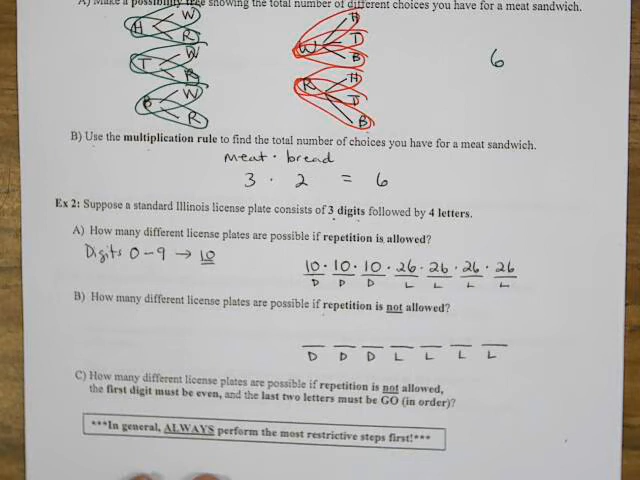 A) Make a possibility tree showing the total number of different choices you have for a meat sandwich.
H W R
T W R
B W R
W H T B
R H T B
6
B) Use the multiplication rule to find the total number of choices you have for a meat sandwich.
meat · bread
3 · 2 = 6
Ex 2: Suppose a standard Illinois license plate consists of 3 digits followed by 4 letters.
A) How many different license plates are possible if repetition is allowed?
Digits 0-9 → 10
10 · 10 · 10 · 26 · 26 · 26 · 26
D D D L L L L
B) How many different license plates are possible if repetition is not allowed?
D D D L L L L
C) How many different license plates are possible if repetition is not allowed,
the first digit must be even, and the last two letters must be GO (in order)?
***In general, ALWAYS perform the most restrictive steps first!***